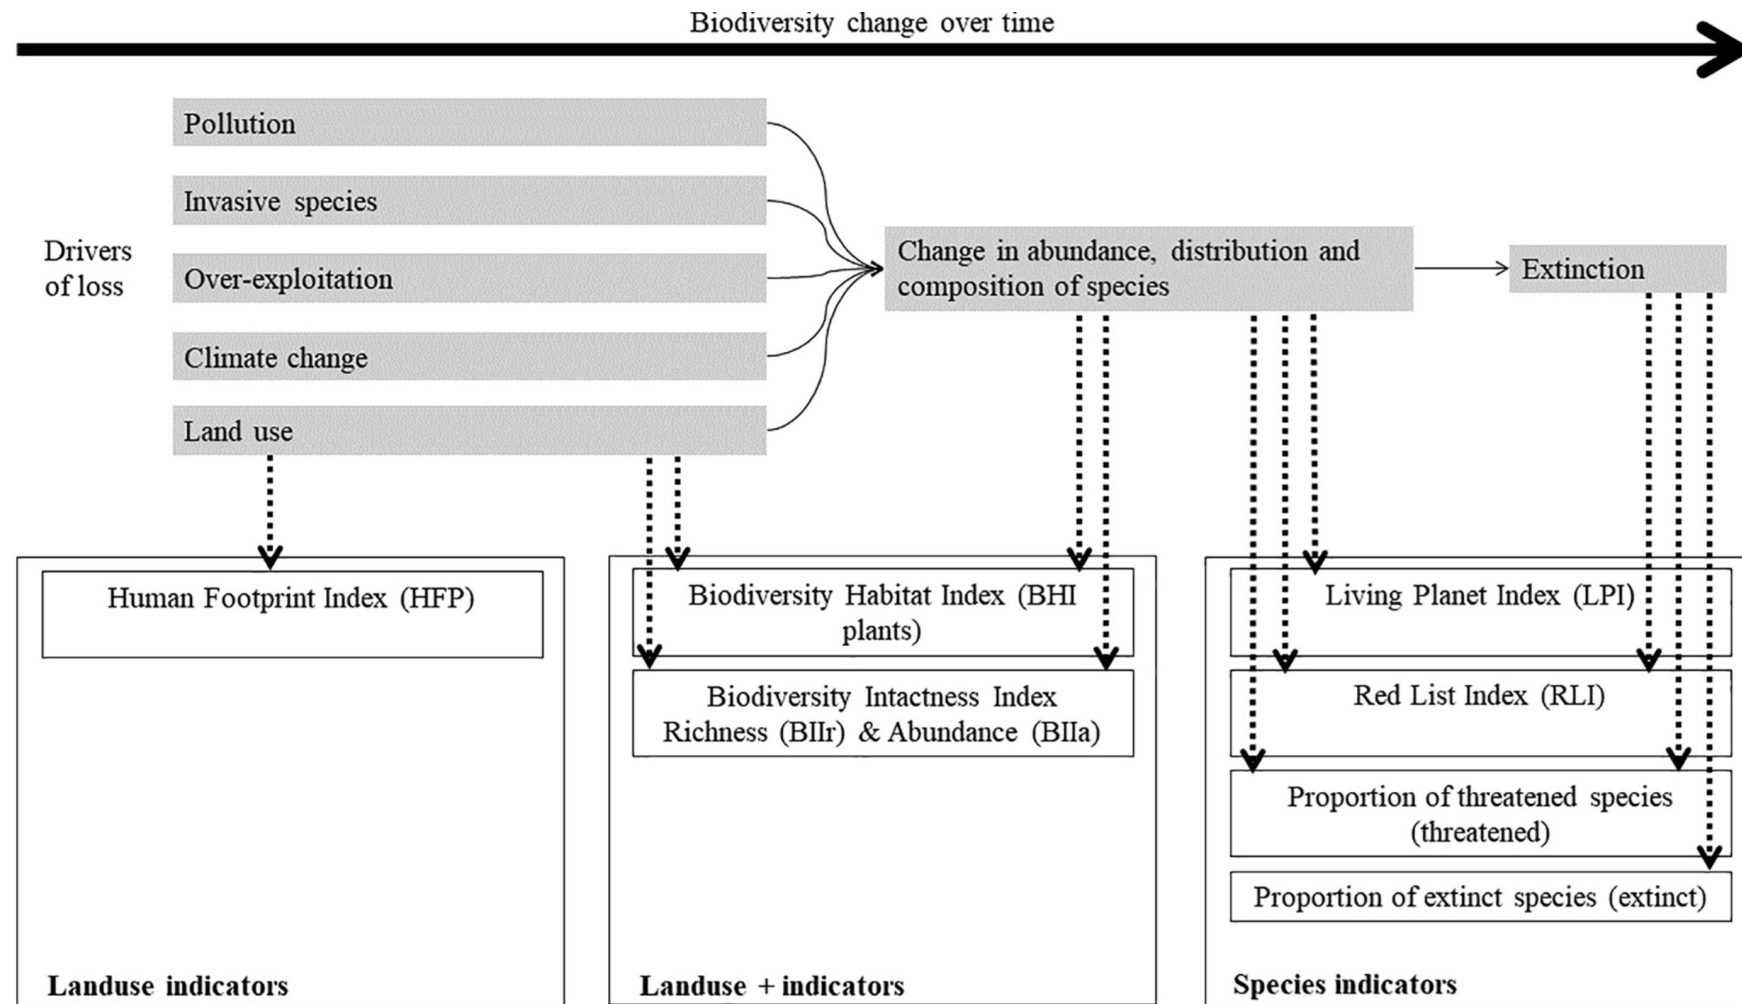 Biodiversity change over time
Pollution
Invasive species
Drivers
of loss
Over-exploitation
Climate change
Land use
Change in abundance, distribution and
composition of species
Extinction
Human Footprint Index (HFP)
Landuse indicators
Biodiversity Habitat Index (BHI
plants)
Biodiversity Intactness Index
Richness (BIIr) & Abundance (BIIa)
Landuse + indicators
Living Planet Index (LPI)
Red List Index (RLI)
Proportion of threatened species
(threatened)
Proportion of extinct species (extinct)
Species indicators